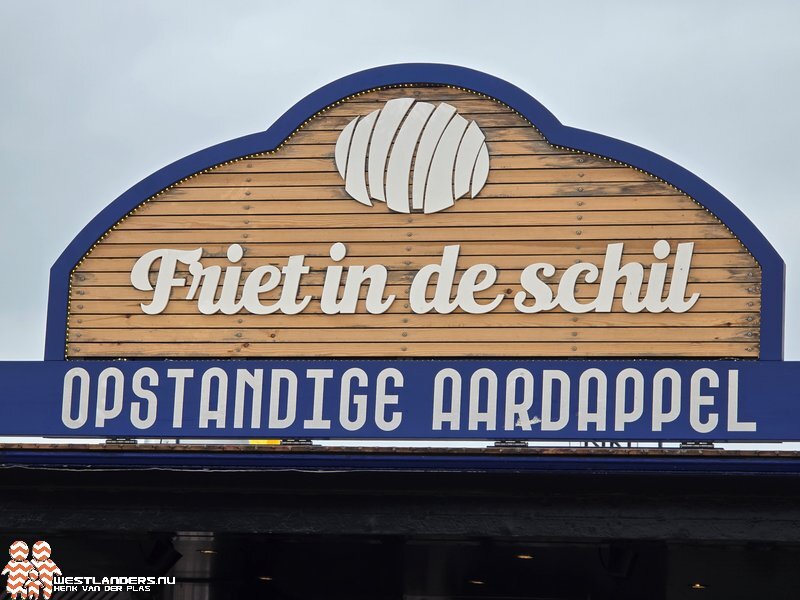 Friet in de schil
OPSTANDIGE AARDAPPEL
WESTLANDERS.NU
HENK VAN DER PLAS